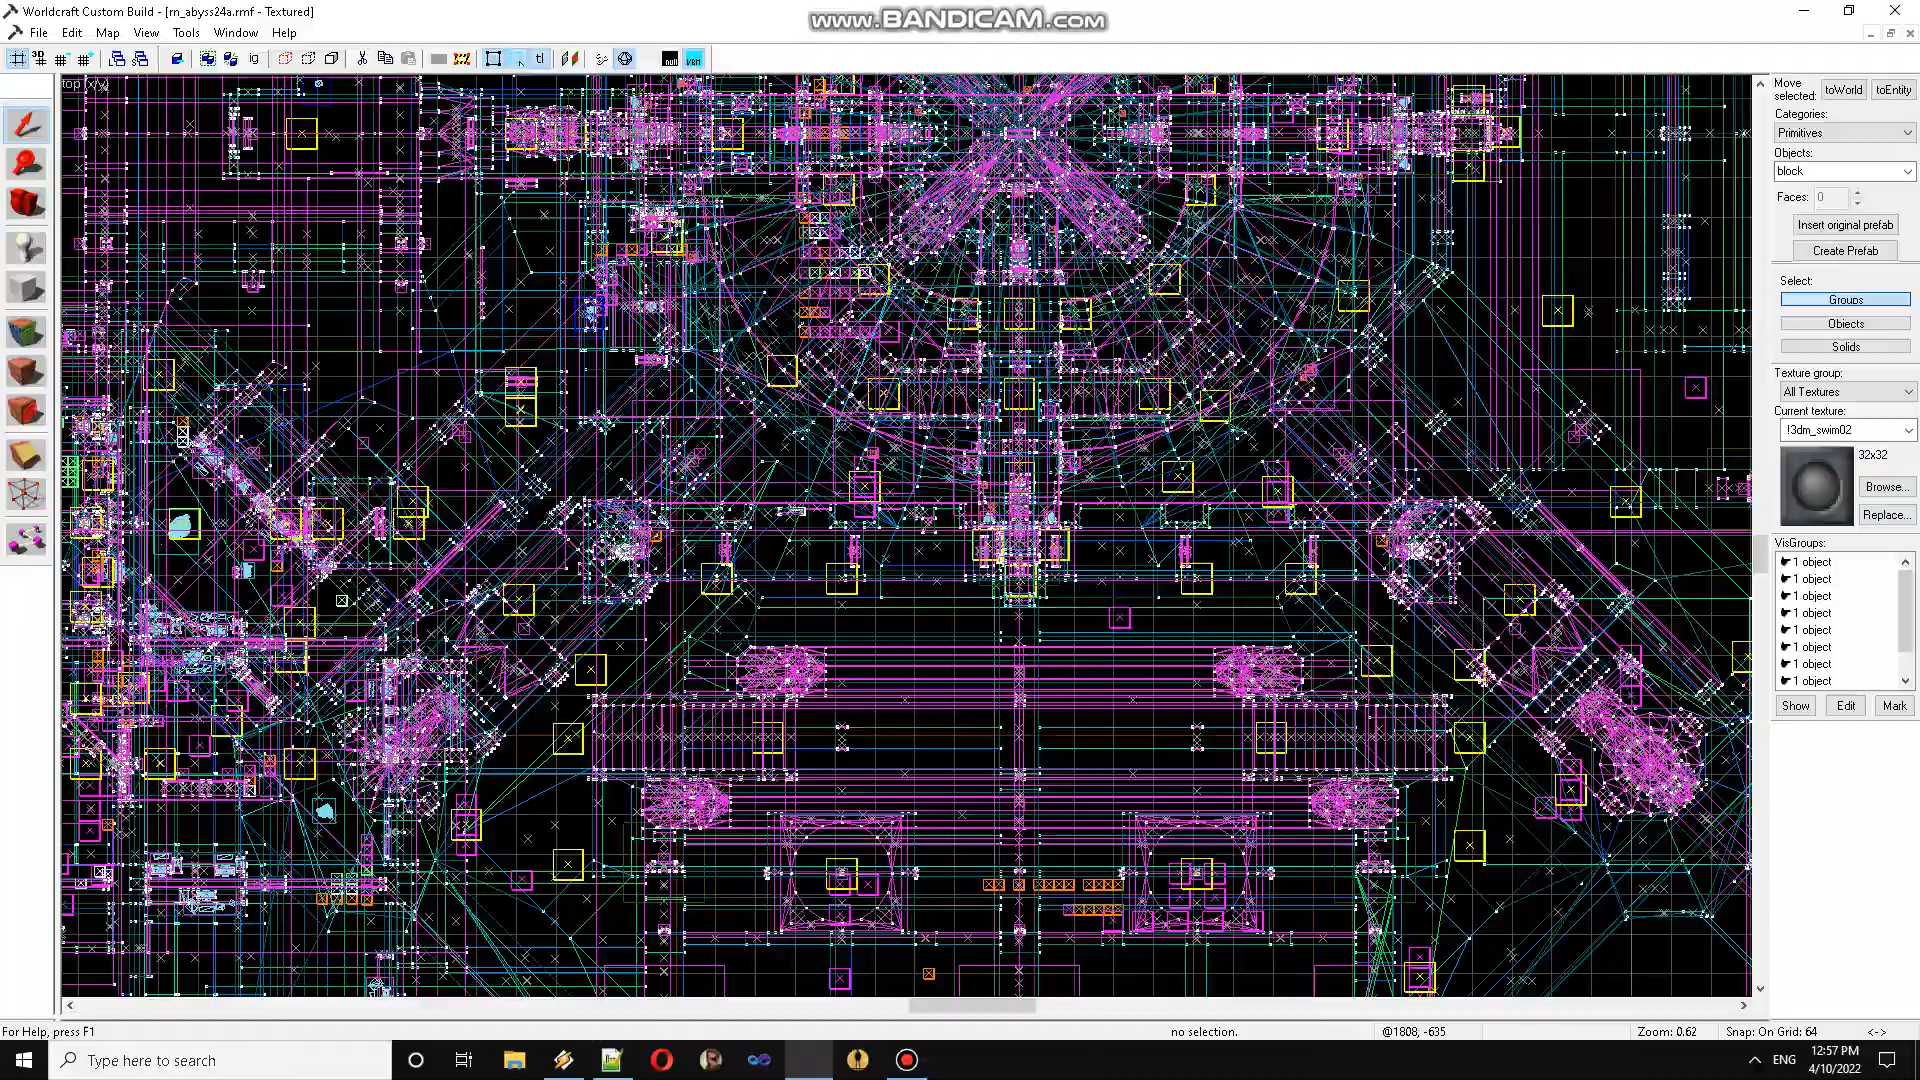 Worldcraft Custom Build - [rn_abyss24a.rmf - Textured]
www.BANDICAM.com
File Edit Map View Tools Window Help
3D
ig
tl
null
top (x/y)
Move selected: toWorld toEntity
Categories:
Primitives
Objects:
block
Faces: 0
Insert original prefab
Create Prefab
Select:
Groups
Objects
Solids
Texture group:
All Textures
Current texture:
!3dm_swim02
32x32
Browse...
Replace...
VisGroups:
1 object
1 object
1 object
1 object
1 object
1 object
1 object
1 object
Show Edit Mark
For Help, press F1
no selection.
@1808, -635
Zoom: 0.62
Snap: On Grid: 64
<->
Type here to search
ENG
12:57 PM
4/10/2022